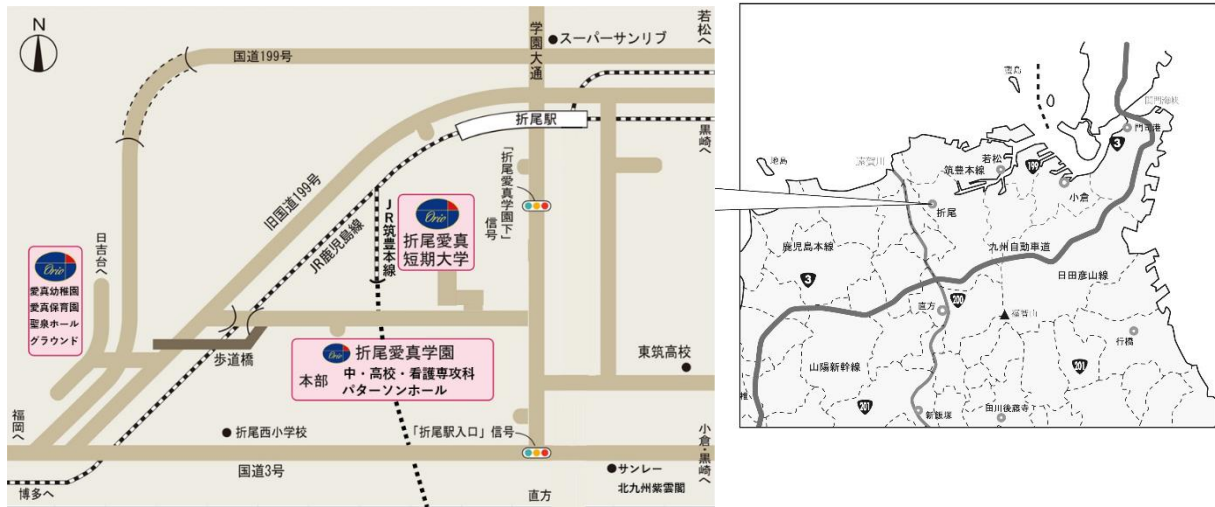 N
国道199号
学園大通
スーパーサンリブ
若松へ
折尾駅
黒崎へ
「折尾愛真学園下」
信号
旧国道199号
JR鹿児島線
JR筑豊本線
Orio
折尾愛真
短期大学
日吉台へ
Orio
愛真幼稚園
愛真保育園
聖泉ホール
グラウンド
歩道橋
Orio
折尾愛真学園
本部
中・高校・看護専攻科
パターソンホール
東筑高校
福岡へ
折尾西小学校
「折尾駅入口」信号
国道3号
小倉・黒崎へ
サンレー
北九州紫雲閣
博多へ
直方
関門海峡
門司港
3
地島
遠賀川
若松
筑豊本線
199
小倉
折尾
鹿児島本線
九州自動車道
3
日田彦山線
直方
200
福智山
行橋
山陽新幹線
201
201
新飯塚
田川後藤寺